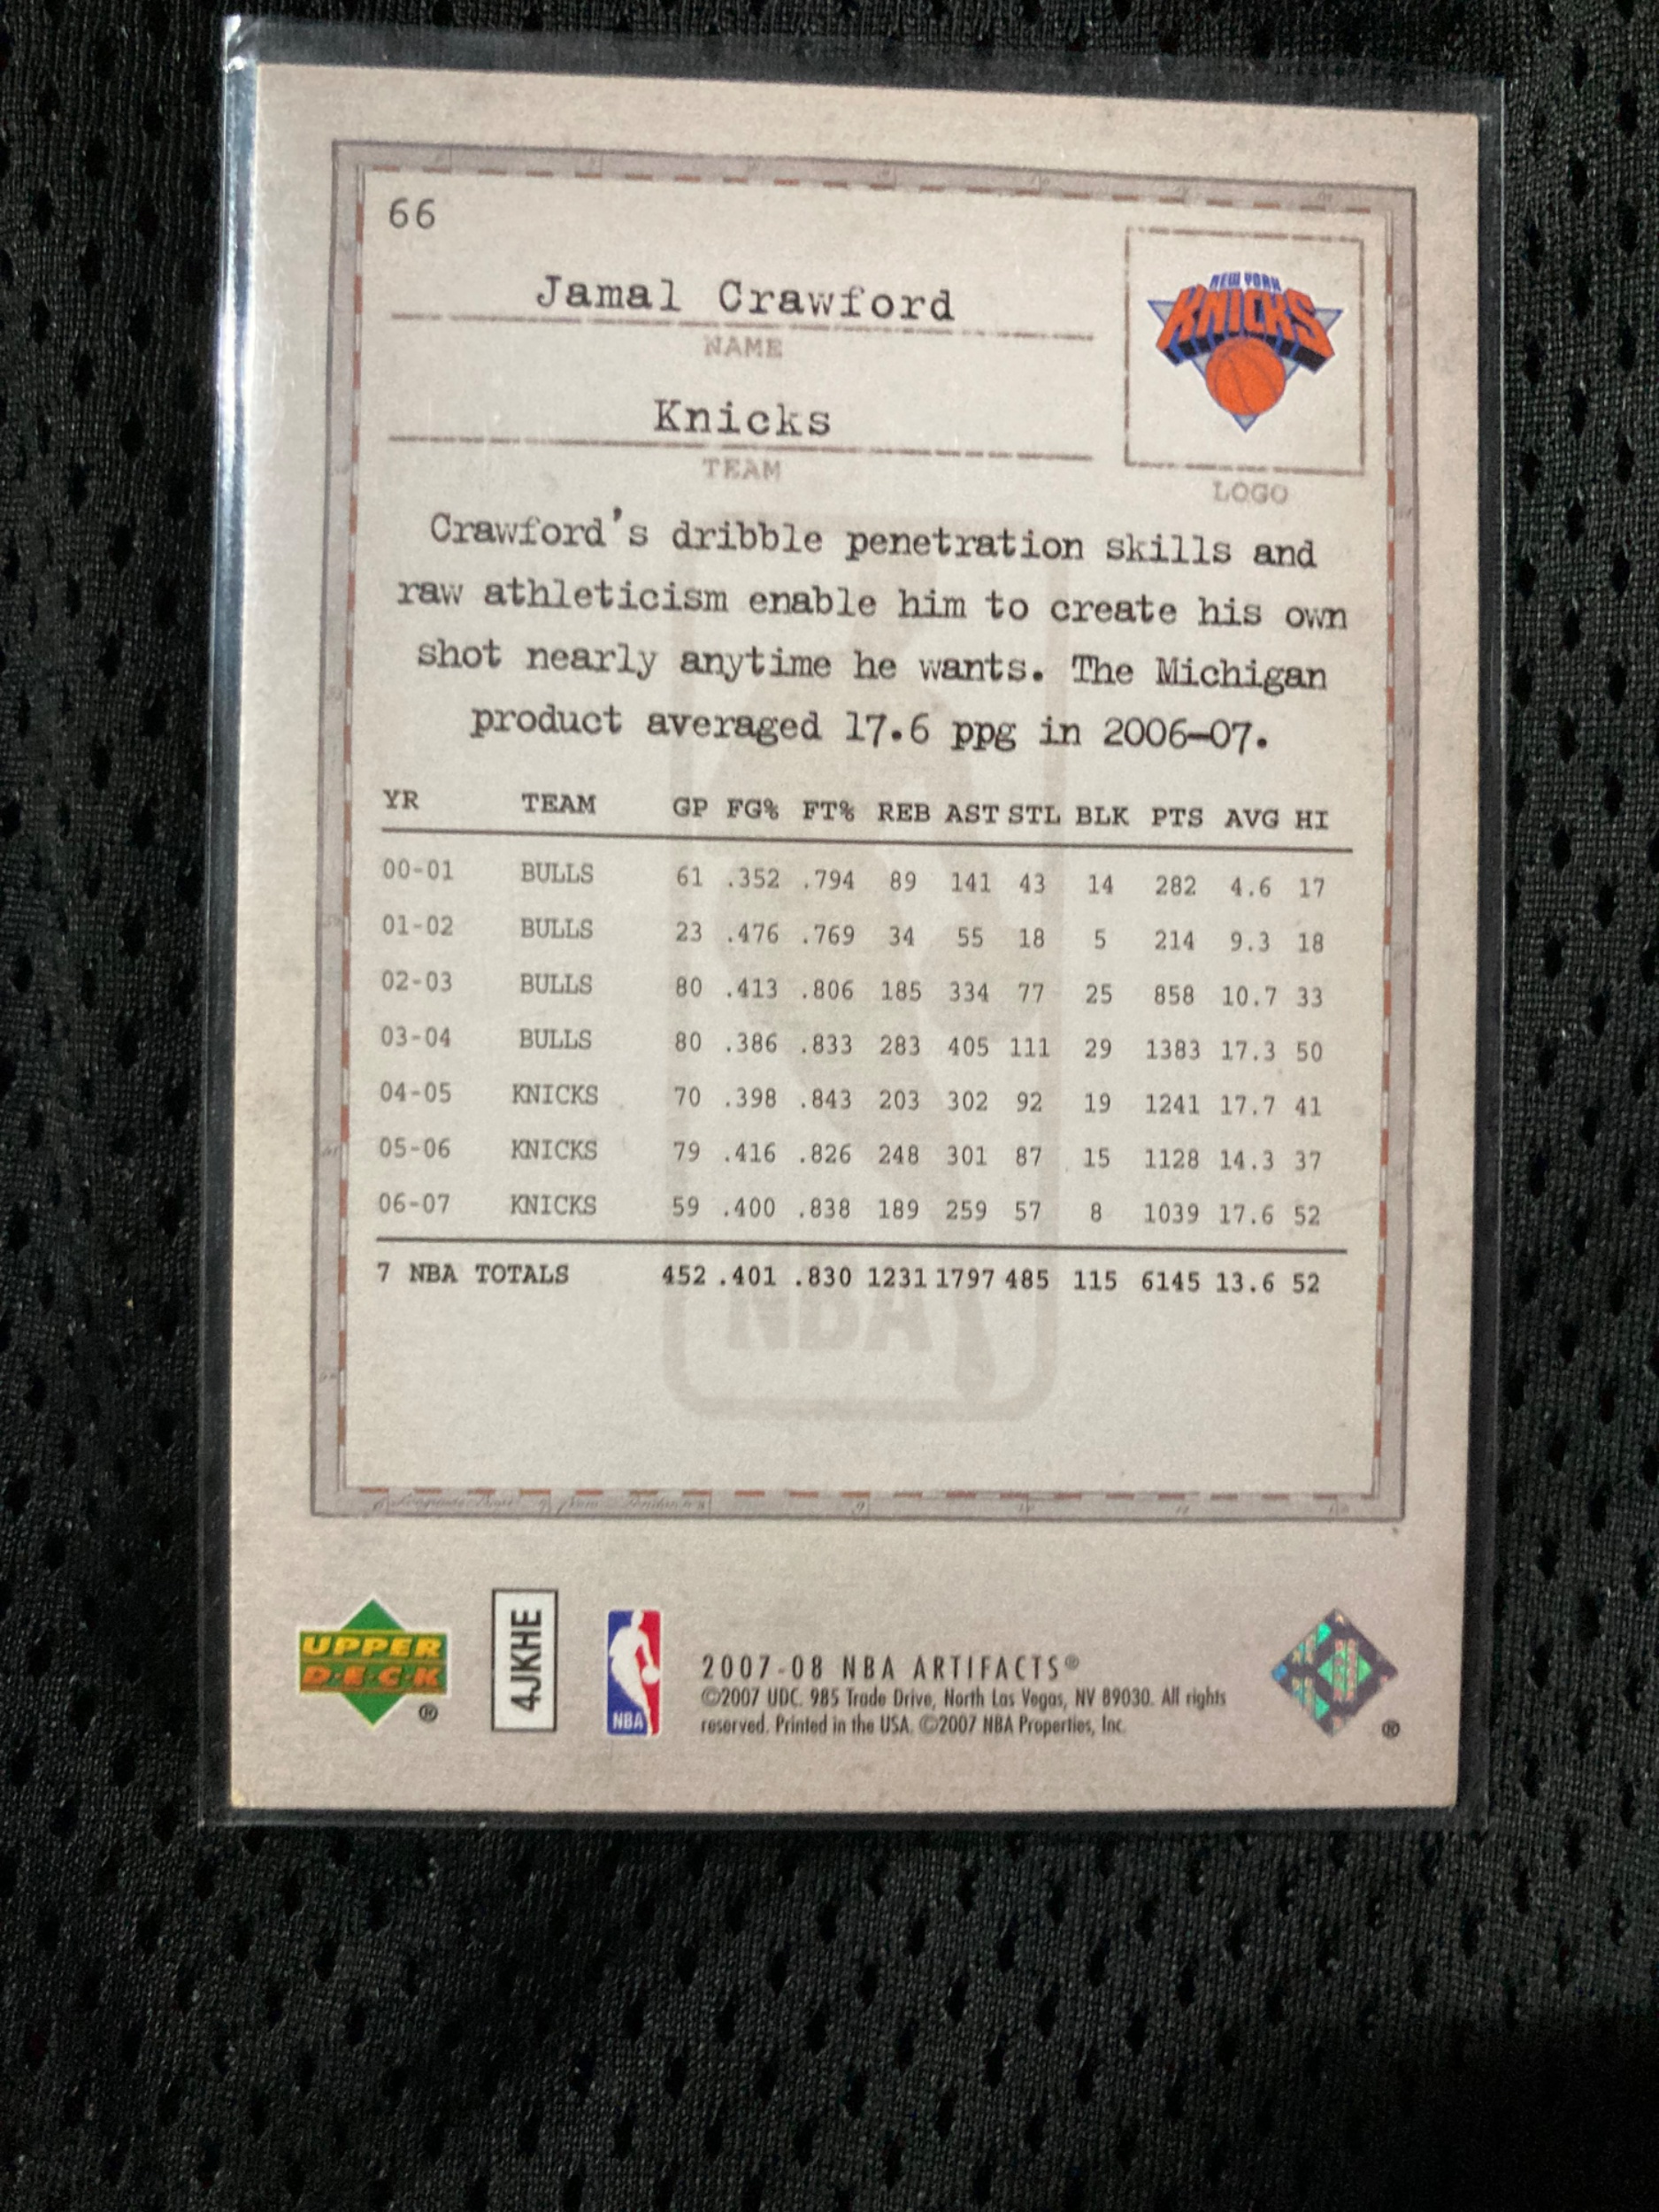 66
Jamal Crawford
NAME
Knicks
TEAM
NEW YORK
KNICKS
LOGO
Crawford's dribble penetration skills and
raw athleticism enable him to create his own
shot nearly anytime he wants. The Michigan
product averaged 17.6 ppg in 2006-07.
YR TEAM GP FG% FT% REB AST STL BLK PTS AVG HI
00-01 BULLS 61 .352 .794 89 141 43 14 282 4.6 17
01-02 BULLS 23 .476 .769 34 55 18 5 214 9.3 18
02-03 BULLS 80 .413 .806 185 334 77 25 858 10.7 33
03-04 BULLS 80 .386 .833 283 405 111 29 1383 17.3 50
04-05 KNICKS 70 .398 .843 203 302 92 19 1241 17.7 41
05-06 KNICKS 79 .416 .826 248 301 87 15 1128 14.3 37
06-07 KNICKS 59 .400 .838 189 259 57 8 1039 17.6 52
7 NBA TOTALS 452 .401 .830 1231 1797 485 115 6145 13.6 52
NBA
UPPER
D·E·C·K
®
4JKHE
NBA
2007-08 NBA ARTIFACTS®
©2007 UDC. 985 Trade Drive, North Las Vegas, NV 89030. All rights
reserved. Printed in the USA. ©2007 NBA Properties, Inc.
®